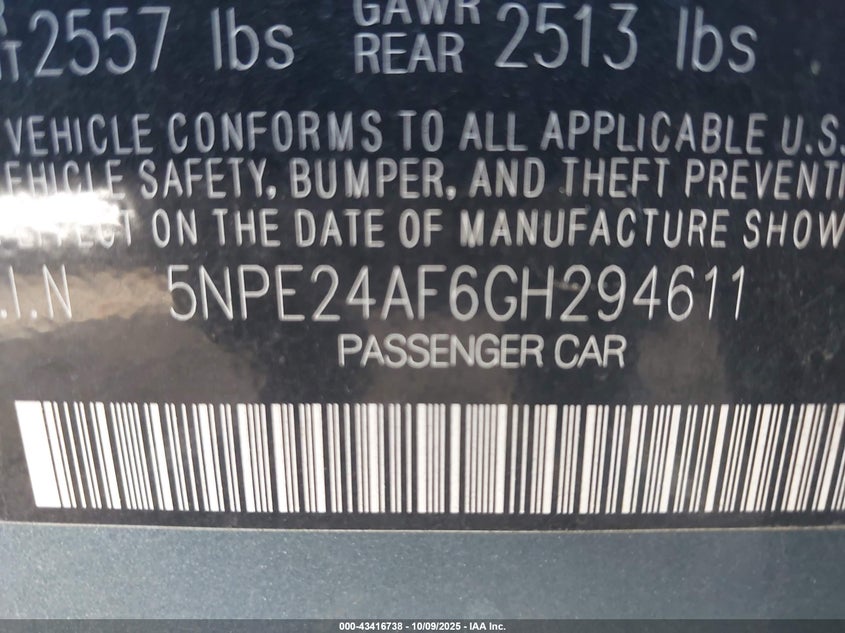 2557 lbs GAWR REAR 2513 lbs
VEHICLE CONFORMS TO ALL APPLICABLE U.S.
VEHICLE SAFETY, BUMPER, AND THEFT PREVENTI
EFFECT ON THE DATE OF MANUFACTURE SHOW
.I.N 5NPE24AF6GH294611
PASSENGER CAR
000-43416738 - 10/09/2025 - IAA Inc.